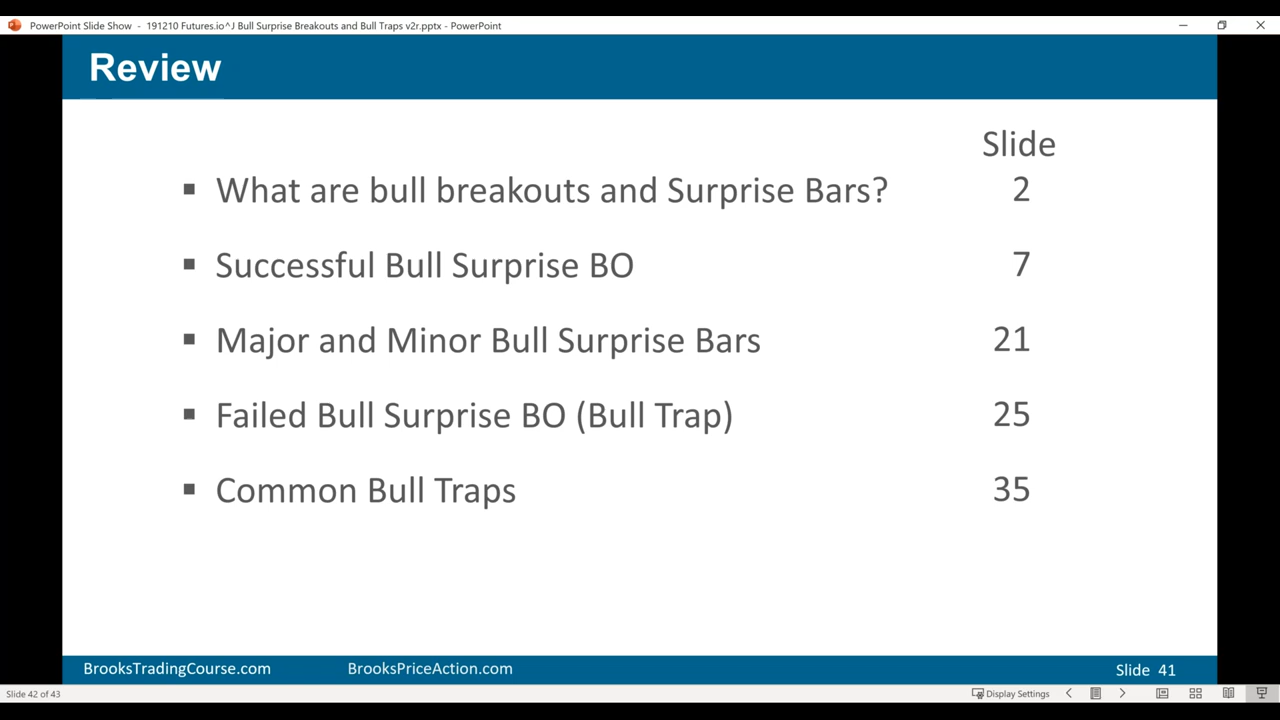 PowerPoint Slide Show - 191210 Futures.io^J Bull Surprise Breakouts and Bull Traps v2r.pptx - PowerPoint
Review
Slide
▪ What are bull breakouts and Surprise Bars? 2
▪ Successful Bull Surprise BO 7
▪ Major and Minor Bull Surprise Bars 21
▪ Failed Bull Surprise BO (Bull Trap) 25
▪ Common Bull Traps 35
BrooksTradingCourse.com BrooksPriceAction.com Slide 41
Slide 42 of 43 Display Settings